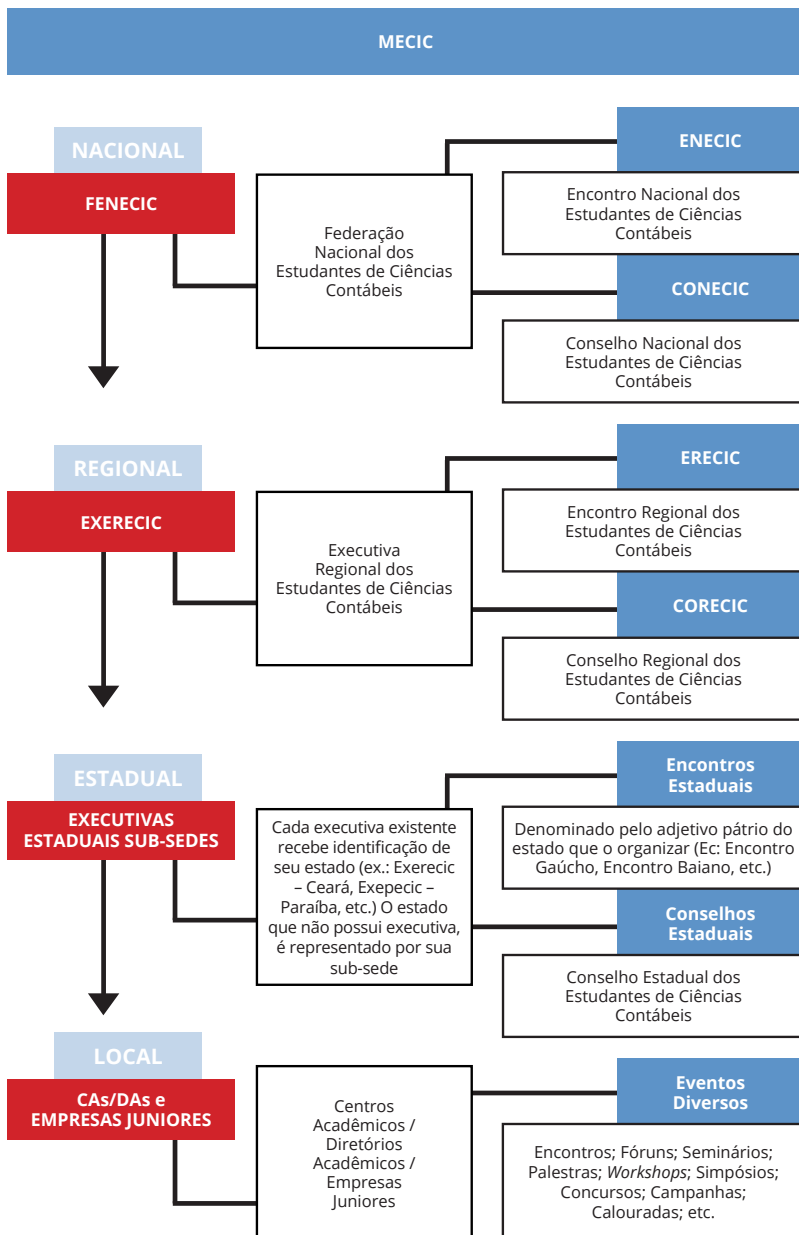 MECIC
NACIONAL
FENECIC
Federação
Nacional dos
Estudantes de Ciências
Contábeis
ENECIC
Encontro Nacional dos
Estudantes de Ciências
Contábeis
CONECIC
Conselho Nacional dos
Estudantes de Ciências
Contábeis
REGIONAL
EXERECIC
Executiva
Regional dos
Estudantes de Ciências
Contábeis
ERECIC
Encontro Regional dos
Estudantes de Ciências
Contábeis
CORECIC
Conselho Regional dos
Estudantes de Ciências
Contábeis
ESTADUAL
EXECUTIVAS
ESTADUAIS SUB-SEDES
Cada executiva existente
recebe identificação de
seu estado (ex.: Exerecic
– Ceará, Exepecic –
Paraíba, etc.) O estado
que não possui executiva,
é representado por sua
sub-sede
Encontros
Estaduais
Denominado pelo adjetivo pátrio do
estado que o organizar (Ec: Encontro
Gaúcho, Encontro Baiano, etc.)
Conselhos
Estaduais
Conselho Estadual dos
Estudantes de Ciências
Contábeis
LOCAL
CAs/DAs e
EMPRESAS JUNIORES
Centros
Acadêmicos /
Diretórios
Acadêmicos /
Empresas
Juniores
Eventos
Diversos
Encontros; Fóruns; Seminários;
Palestras; Workshops; Simpósios;
Concursos; Campanhas;
Calouradas; etc.